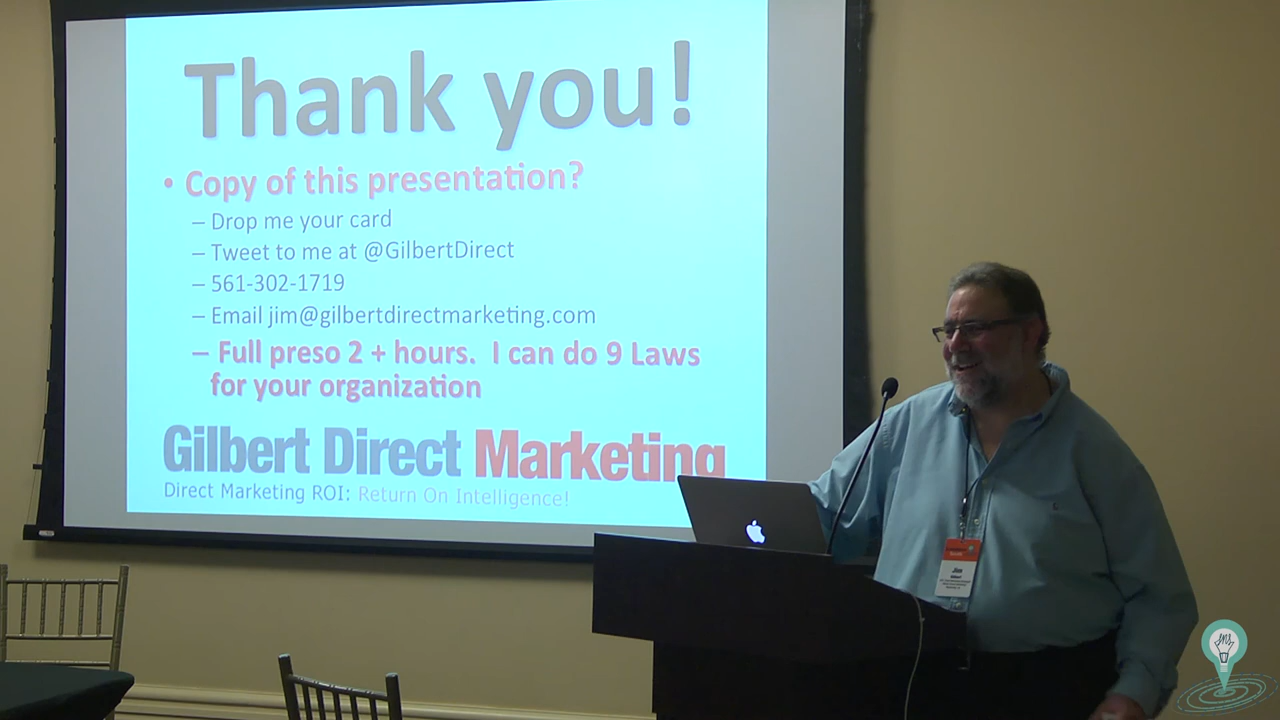 Thank you!
• Copy of this presentation?
– Drop me your card
– Tweet to me at @GilbertDirect
– 561-302-1719
– Email jim@gilbertdirectmarketing.com
– Full preso 2 + hours.  I can do 9 Laws
for your organization
Gilbert Direct Marketing
Direct Marketing ROI: Return On Intelligence!
Jim
Gilbert